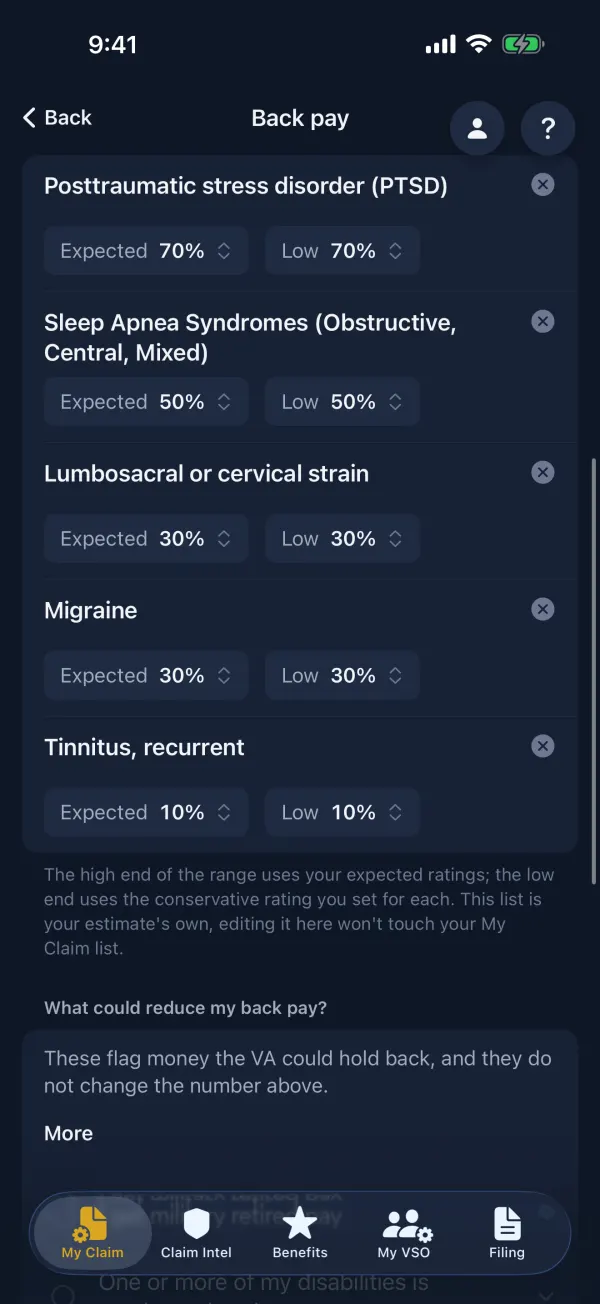 9:41
Back
Back pay
?
Posttraumatic stress disorder (PTSD)
Expected 70% Low 70%
Sleep Apnea Syndromes (Obstructive,
Central, Mixed)
Expected 50% Low 50%
Lumbosacral or cervical strain
Expected 30% Low 30%
Migraine
Expected 30% Low 30%
Tinnitus, recurrent
Expected 10% Low 10%
The high end of the range uses your expected ratings; the low
end uses the conservative rating you set for each. This list is
your estimate's own, editing it here won't touch your My
Claim list.
What could reduce my back pay?
These flag money the VA could hold back, and they do
not change the number above.
More
military retired pay
My Claim Claim Intel Benefits My VSO Filing
One or more of my disabilities is